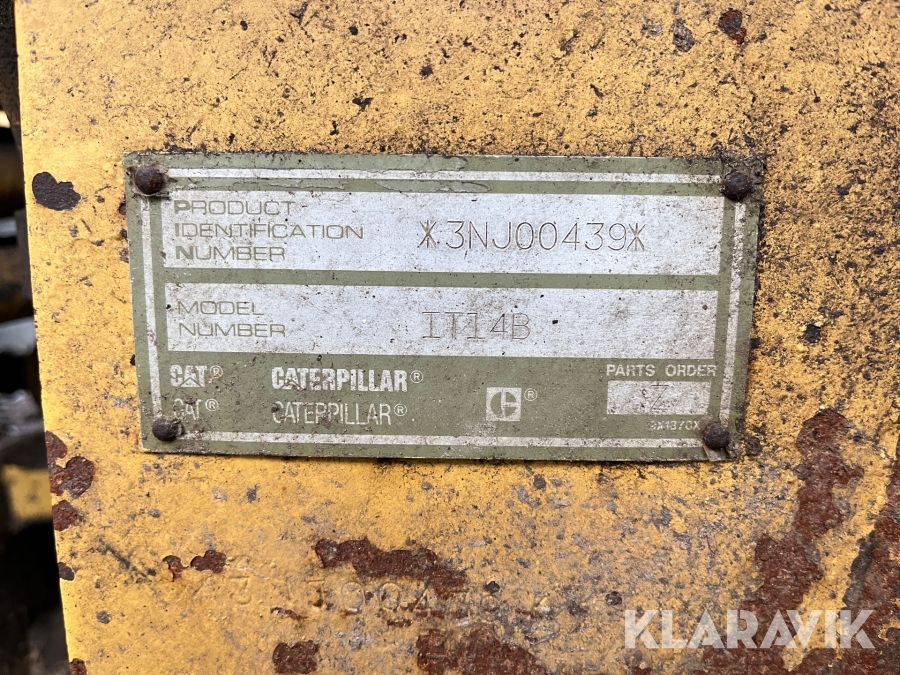 PRODUCT
IDENTIFICATION
NUMBER
*3NJ00439*
MODEL
NUMBER
IT14B
CAT® CATERPILLAR®
CAT® CATERPILLAR® ®
PARTS ORDER
KLARAVIK